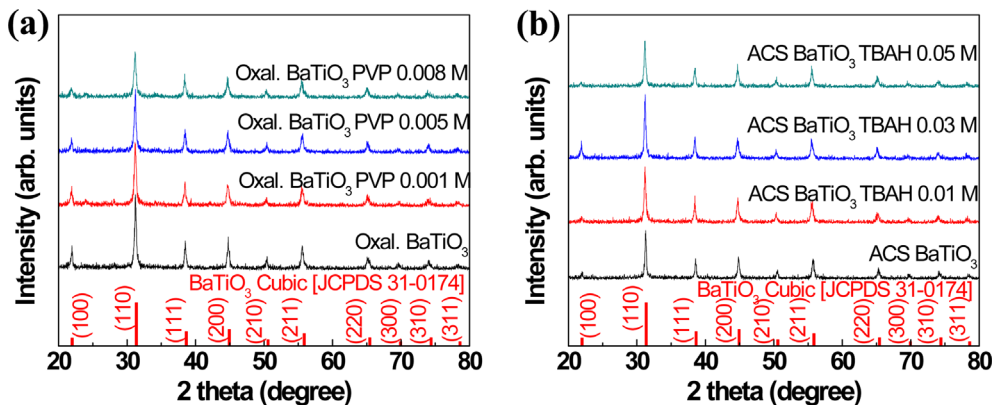 (a)
Intensity (arb. units)
Oxal. BaTiO₃ PVP 0.008 M
Oxal. BaTiO₃ PVP 0.005 M
Oxal. BaTiO₃ PVP 0.001 M
Oxal. BaTiO₃
BaTiO₃ Cubic [JCPDS 31-0174]
(100) (110) (111) (200) (210) (211) (220) (300) (310) (311)
20 30 40 50 60 70 80
2 theta (degree)
(b)
Intensity (arb. units)
ACS BaTiO₃ TBAH 0.05 M
ACS BaTiO₃ TBAH 0.03 M
ACS BaTiO₃ TBAH 0.01 M
ACS BaTiO₃
BaTiO₃ Cubic [JCPDS 31-0174]
(100) (110) (111) (200) (210) (211) (220) (300) (310) (311)
20 30 40 50 60 70 80
2 theta (degree)